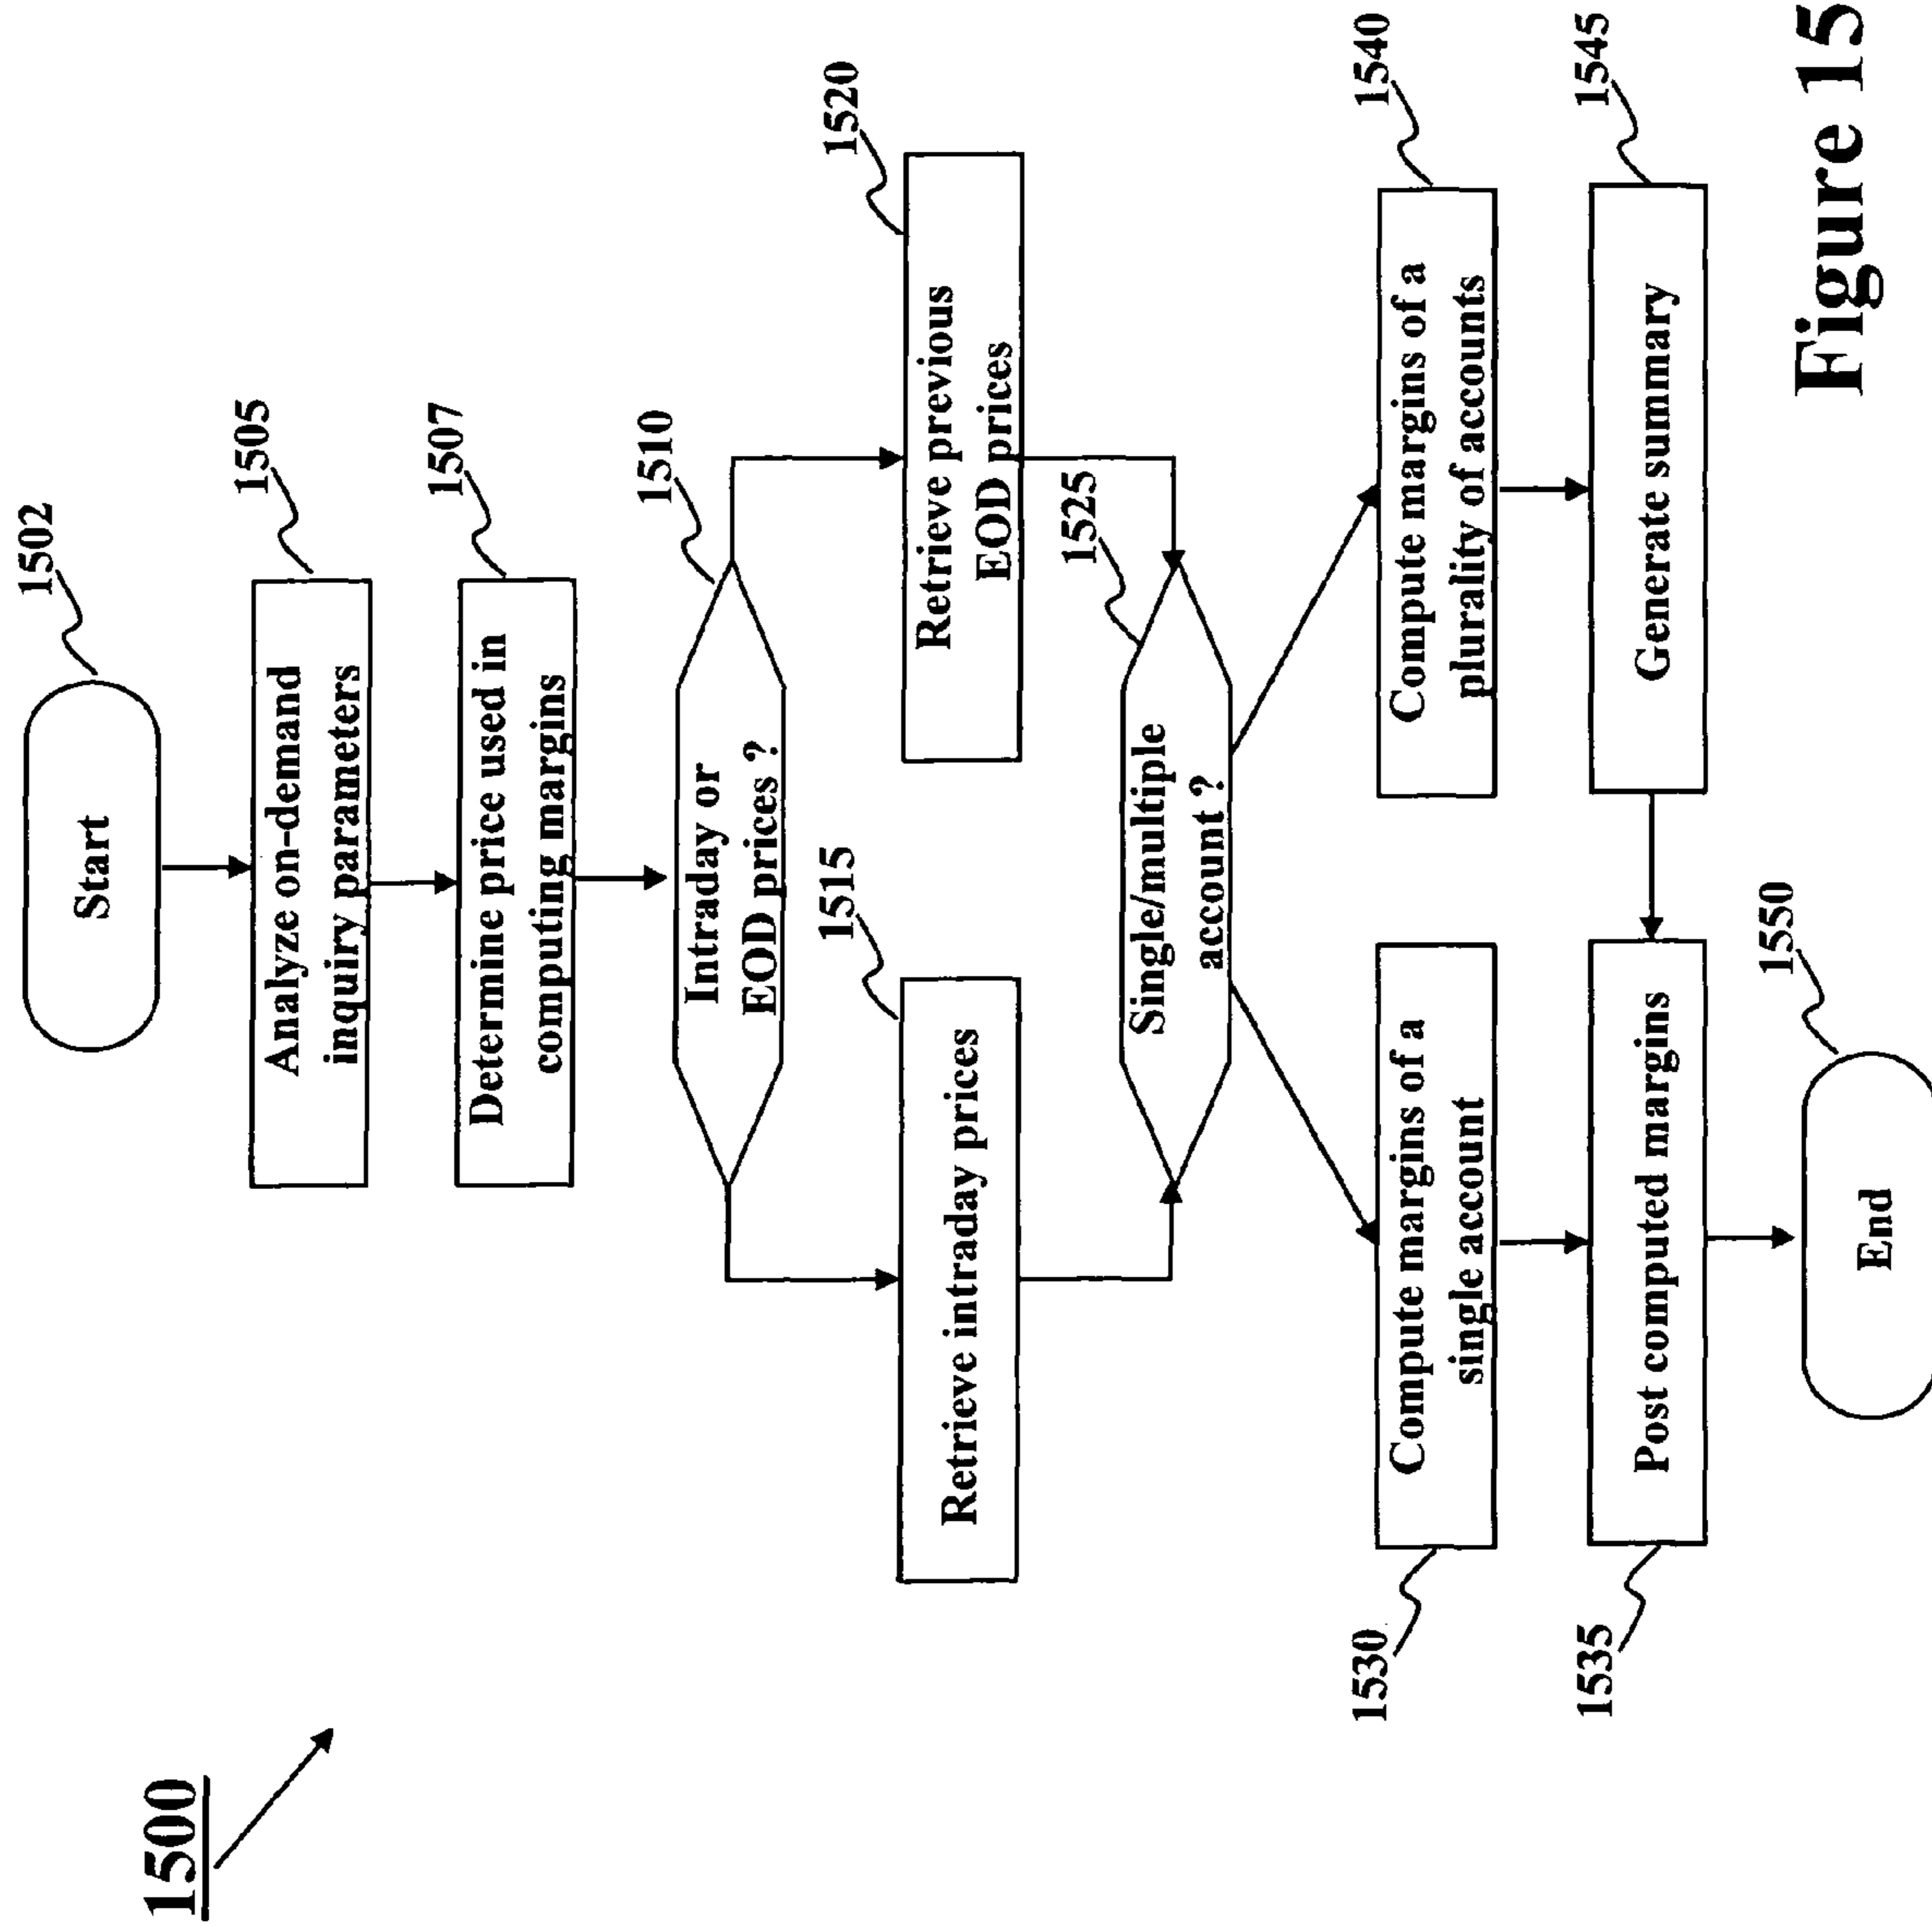 1500
1502
Start
1505
Analyze on-demand
inquiry parameters
1507
Determine price used in
computing margins
1510
Intraday or
EOD prices ?
1515
Retrieve intraday prices
1520
Retrieve previous
EOD prices
1525
Single/multiple
account ?
1530
Compute margins of a
single account
1540
Compute margins of a
plurality of accounts
1535
Post computed margins
1545
Generate summary
1550
End
Figure 15